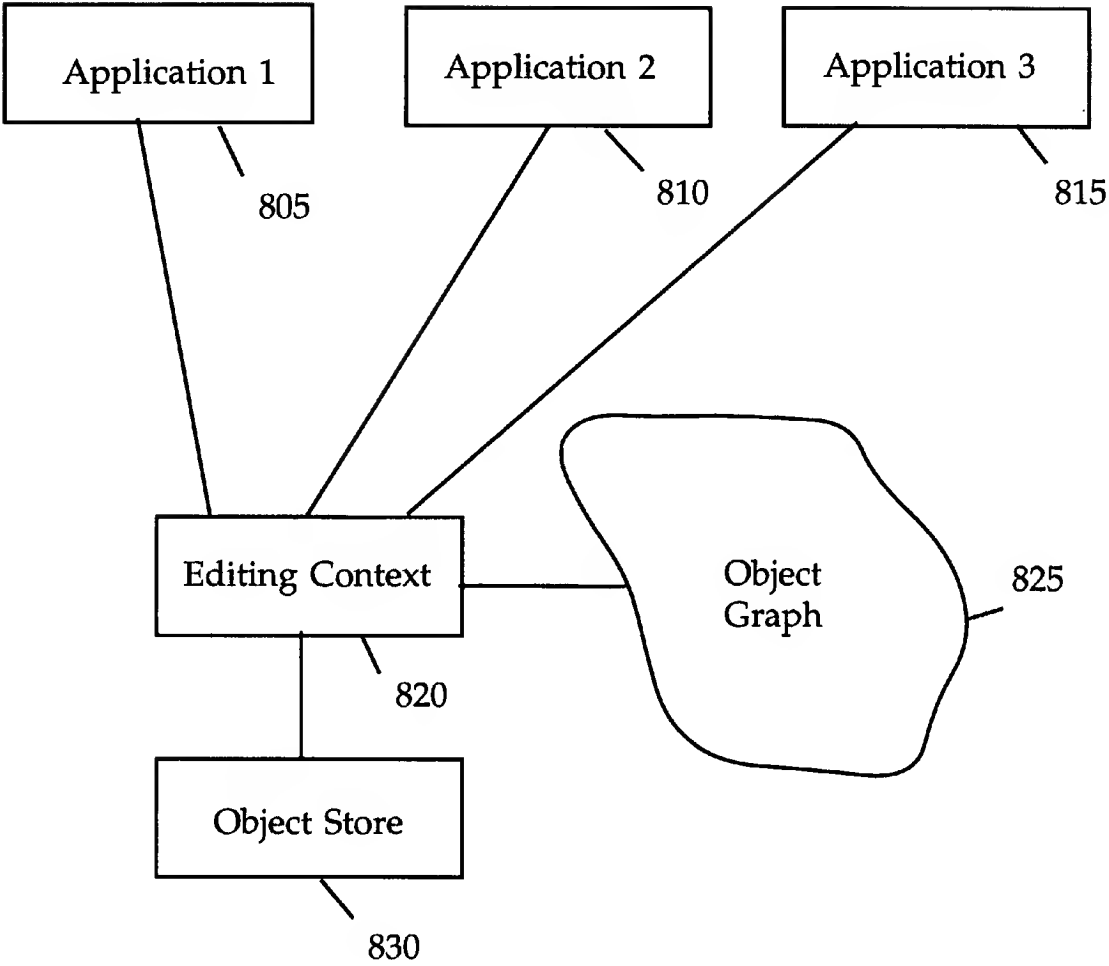 Application 1
Application 2
Application 3
805
810
815
Editing Context
Object
Graph
825
820
Object Store
830